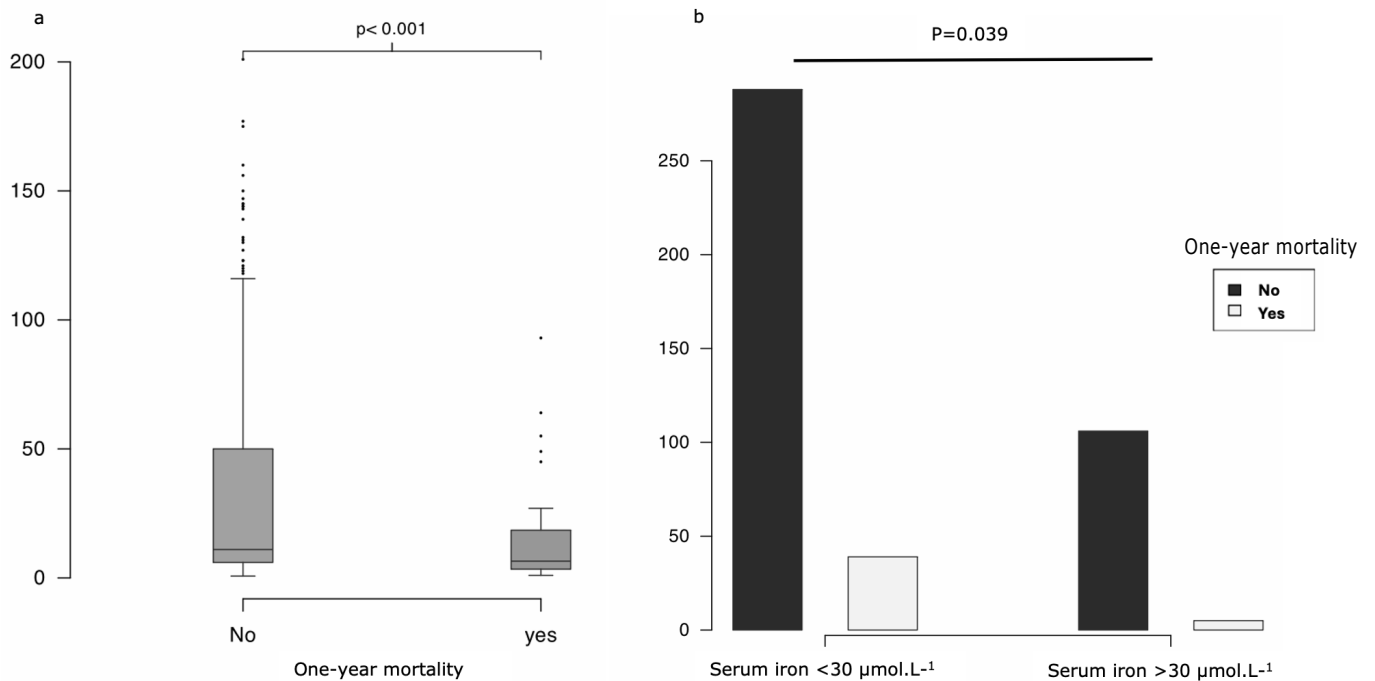 a
p< 0.001
200
150
100
50
0
No
yes
One-year mortality
b
P=0.039
250
200
150
100
50
0
Serum iron <30 μmol.L-¹
Serum iron >30 μmol.L-¹
One-year mortality
No
Yes